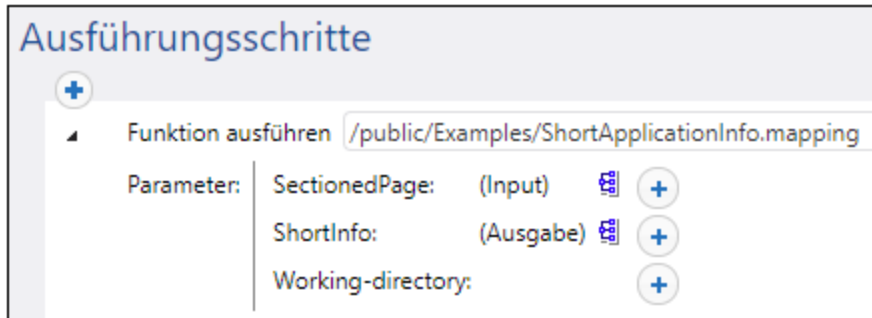 Ausführungsschritte
Funktion ausführen /public/Examples/ShortApplicationInfo.mapping
Parameter: SectionedPage: (Input)
ShortInfo: (Ausgabe)
Working-directory: